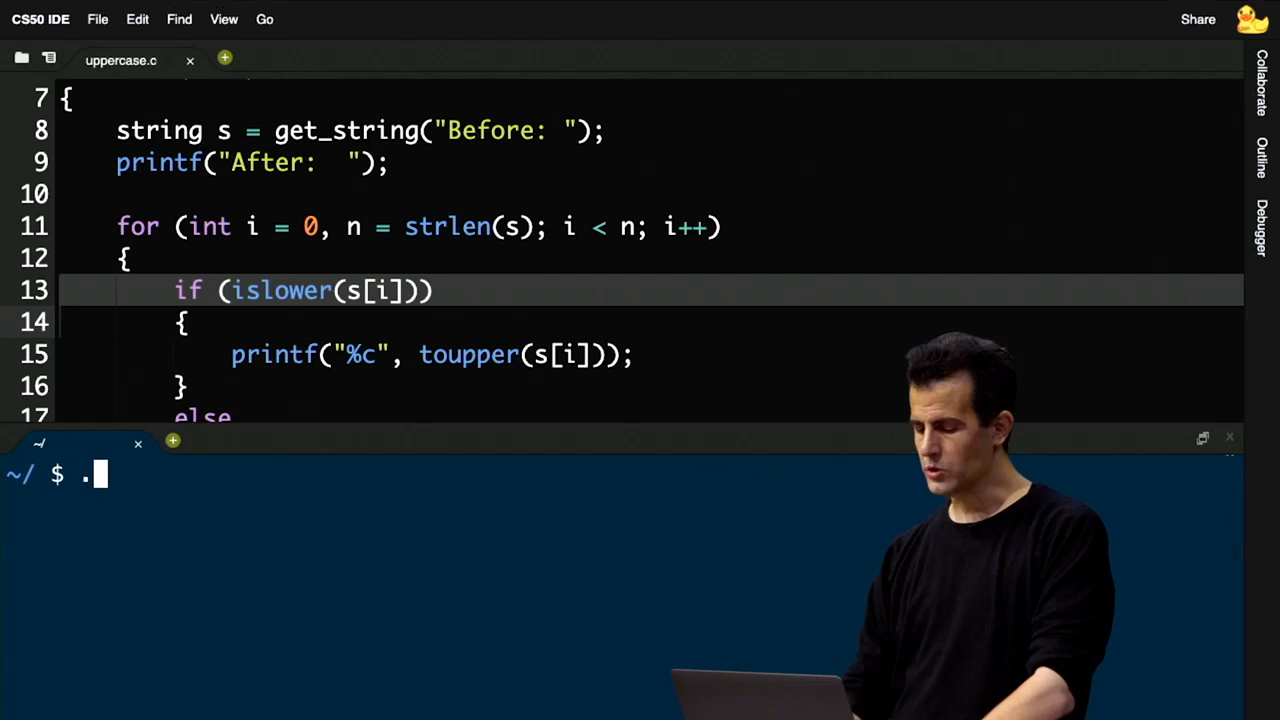 CS50 IDE File Edit Find View Go Share
uppercase.c
7 {
8 string s = get_string("Before: ");
9 printf("After:  ");
10
11 for (int i = 0, n = strlen(s); i < n; i++)
12 {
13 if (islower(s[i]))
14 {
15 printf("%c", toupper(s[i]));
16 }
17 else
~/
~/ $ .
Collaborate
Outline
Debugger